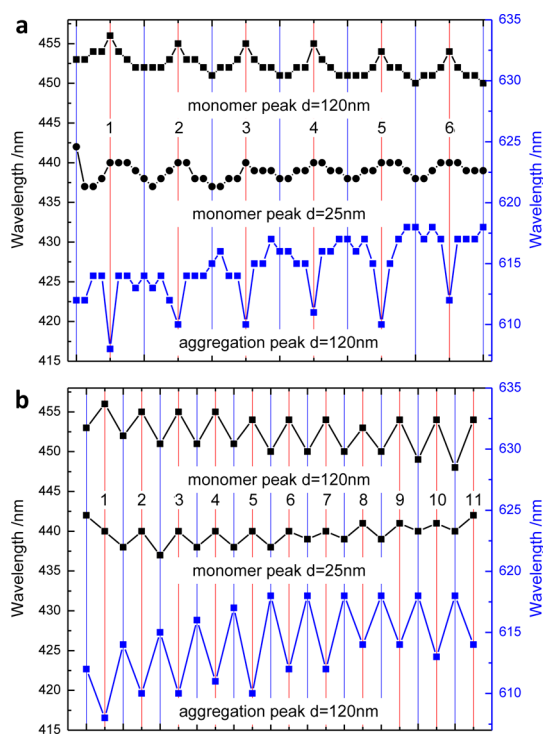 a
635
630
625
620
615
610
Wavelength /nm
455
450
445
440
435
430
425
420
415
Wavelength /nm
monomer peak d=120nm
1 2 3 4 5 6
monomer peak d=25nm
aggregation peak d=120nm
b
635
630
625
620
615
610
Wavelength /nm
455
450
445
440
435
430
425
420
415
Wavelength /nm
monomer peak d=120nm
1 2 3 4 5 6 7 8 9 10 11
monomer peak d=25nm
aggregation peak d=120nm